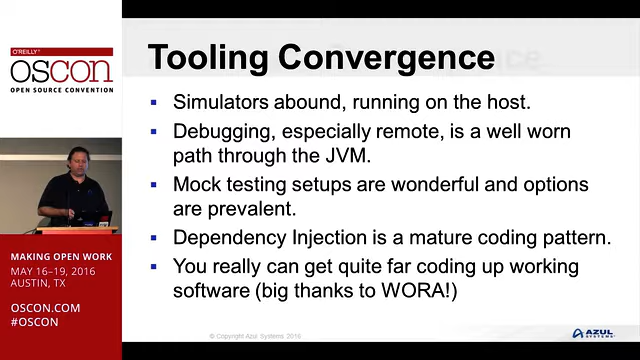 O'REILLY
OSCON
OPEN SOURCE CONVENTION
MAKING OPEN WORK
MAY 16–19, 2016
AUSTIN, TX
OSCON.COM
#OSCON
Tooling Convergence
▪ Simulators abound, running on the host.
▪ Debugging, especially remote, is a well worn
path through the JVM.
▪ Mock testing setups are wonderful and options
are prevalent.
▪ Dependency Injection is a mature coding pattern.
▪ You really can get quite far coding up working
software (big thanks to WORA!)
© Copyright Azul Systems 2016
AZUL
SYSTEMS